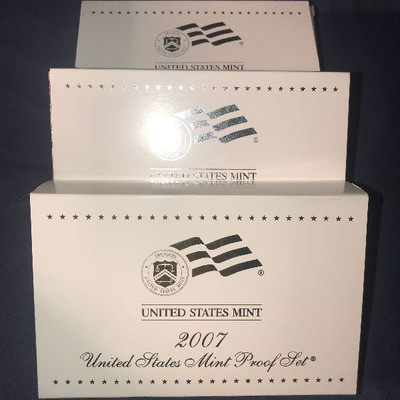 UNITED STATES MINT
UNITED STATES MINT
®
®
UNITED STATES MINT
2007
United States Mint Proof Set®